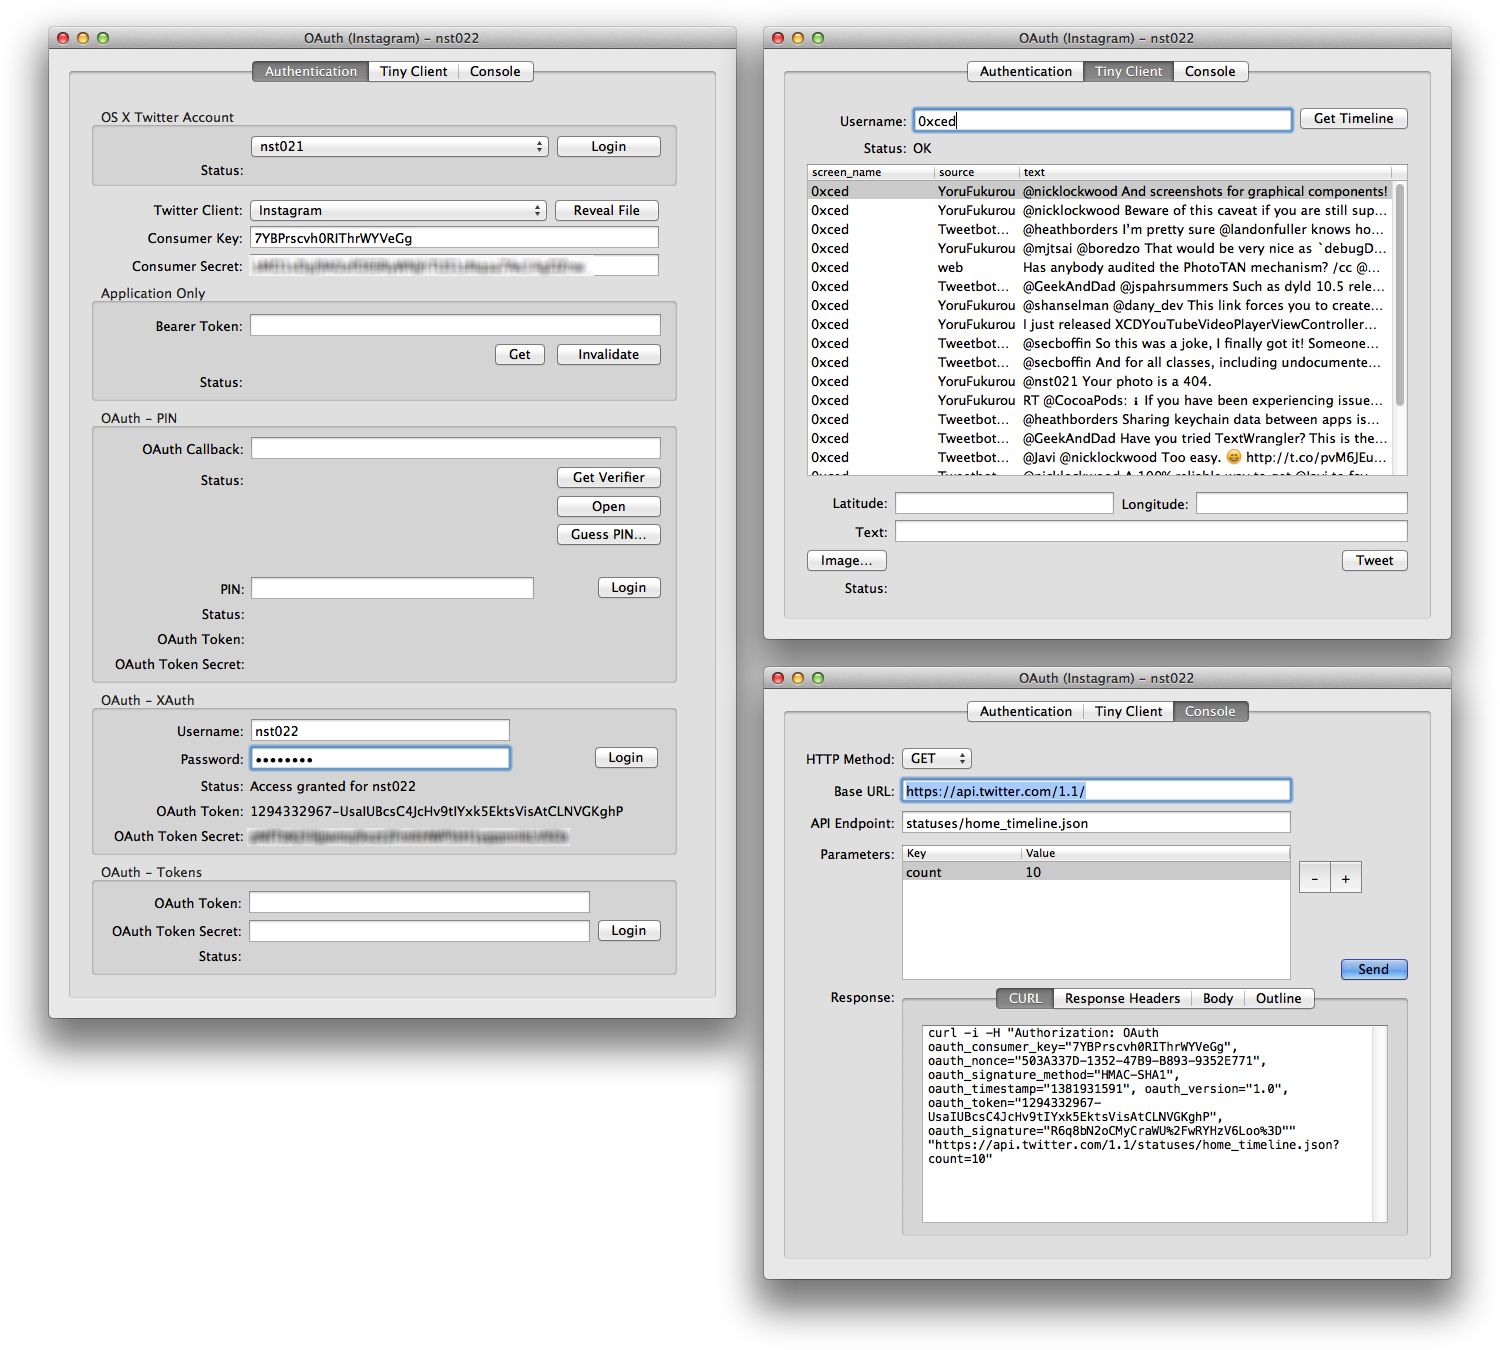 OAuth (Instagram) – nst022
Authentication Tiny Client Console
OS X Twitter Account
nst021 Login
Status:
Twitter Client: Instagram Reveal File
Consumer Key: 7YBPrscvh0RIThrWYVeGg
Consumer Secret:
Application Only
Bearer Token:
Get Invalidate
Status:
OAuth – PIN
OAuth Callback:
Status: Get Verifier
Open
Guess PIN...
PIN: Login
Status:
OAuth Token:
OAuth Token Secret:
OAuth – XAuth
Username: nst022
Password: •••••••• Login
Status: Access granted for nst022
OAuth Token: 1294332967-UsaIUBcsC4JcHv9tIYxk5EktsVisAtCLNVGKghP
OAuth Token Secret:
OAuth – Tokens
OAuth Token:
OAuth Token Secret: Login
Status:
OAuth (Instagram) – nst022
Authentication Tiny Client Console
Username: 0xced Get Timeline
Status: OK
screen_name source text
0xced YoruFukurou @nicklockwood And screenshots for graphical components!
0xced YoruFukurou @nicklockwood Beware of this caveat if you are still sup...
0xced Tweetbot... @heathborders I'm pretty sure @landonfuller knows ho...
0xced YoruFukurou @mjtsai @boredzo That would be very nice as `debugD...
0xced web Has anybody audited the PhotoTAN mechanism? /cc @...
0xced Tweetbot... @GeekAndDad @jspahrsummers Such as dyld 10.5 rele...
0xced YoruFukurou @shanselman @dany_dev This link forces you to create...
0xced YoruFukurou I just released XCDYouTubeVideoPlayerViewController...
0xced Tweetbot... @secboffin So this was a joke, I finally got it! Someone...
0xced Tweetbot... @secboffin And for all classes, including undocumente...
0xced YoruFukurou @nst021 Your photo is a 404.
0xced YoruFukurou RT @CocoaPods: ℹ If you have been experiencing issue...
0xced Tweetbot... @heathborders Sharing keychain data between apps is...
0xced Tweetbot... @GeekAndDad Have you tried TextWrangler? This is the...
0xced Tweetbot... @Javi @nicklockwood Too easy. 😄 http://t.co/pvM6JEu...
0xced Tweetbot... @nicklockwood A 100% reliable way to get @Javi to fav...
Latitude: Longitude:
Text:
Image... Tweet
Status:
OAuth (Instagram) – nst022
Authentication Tiny Client Console
HTTP Method: GET
Base URL: https://api.twitter.com/1.1/
API Endpoint: statuses/home_timeline.json
Parameters: Key Value
count 10
- +
Send
Response: CURL Response Headers Body Outline
curl -i -H "Authorization: OAuth
oauth_consumer_key="7YBPrscvh0RIThrWYVeGg",
oauth_nonce="503A337D-1352-47B9-B893-9352E771",
oauth_signature_method="HMAC-SHA1",
oauth_timestamp="1381931591", oauth_version="1.0",
oauth_token="1294332967-
UsaIUBcsC4JcHv9tIYxk5EktsVisAtCLNVGKghP",
oauth_signature="R6q8bN2oCMyCraWU%2FwRYHzV6Loo%3D""
"https://api.twitter.com/1.1/statuses/home_timeline.json?
count=10"